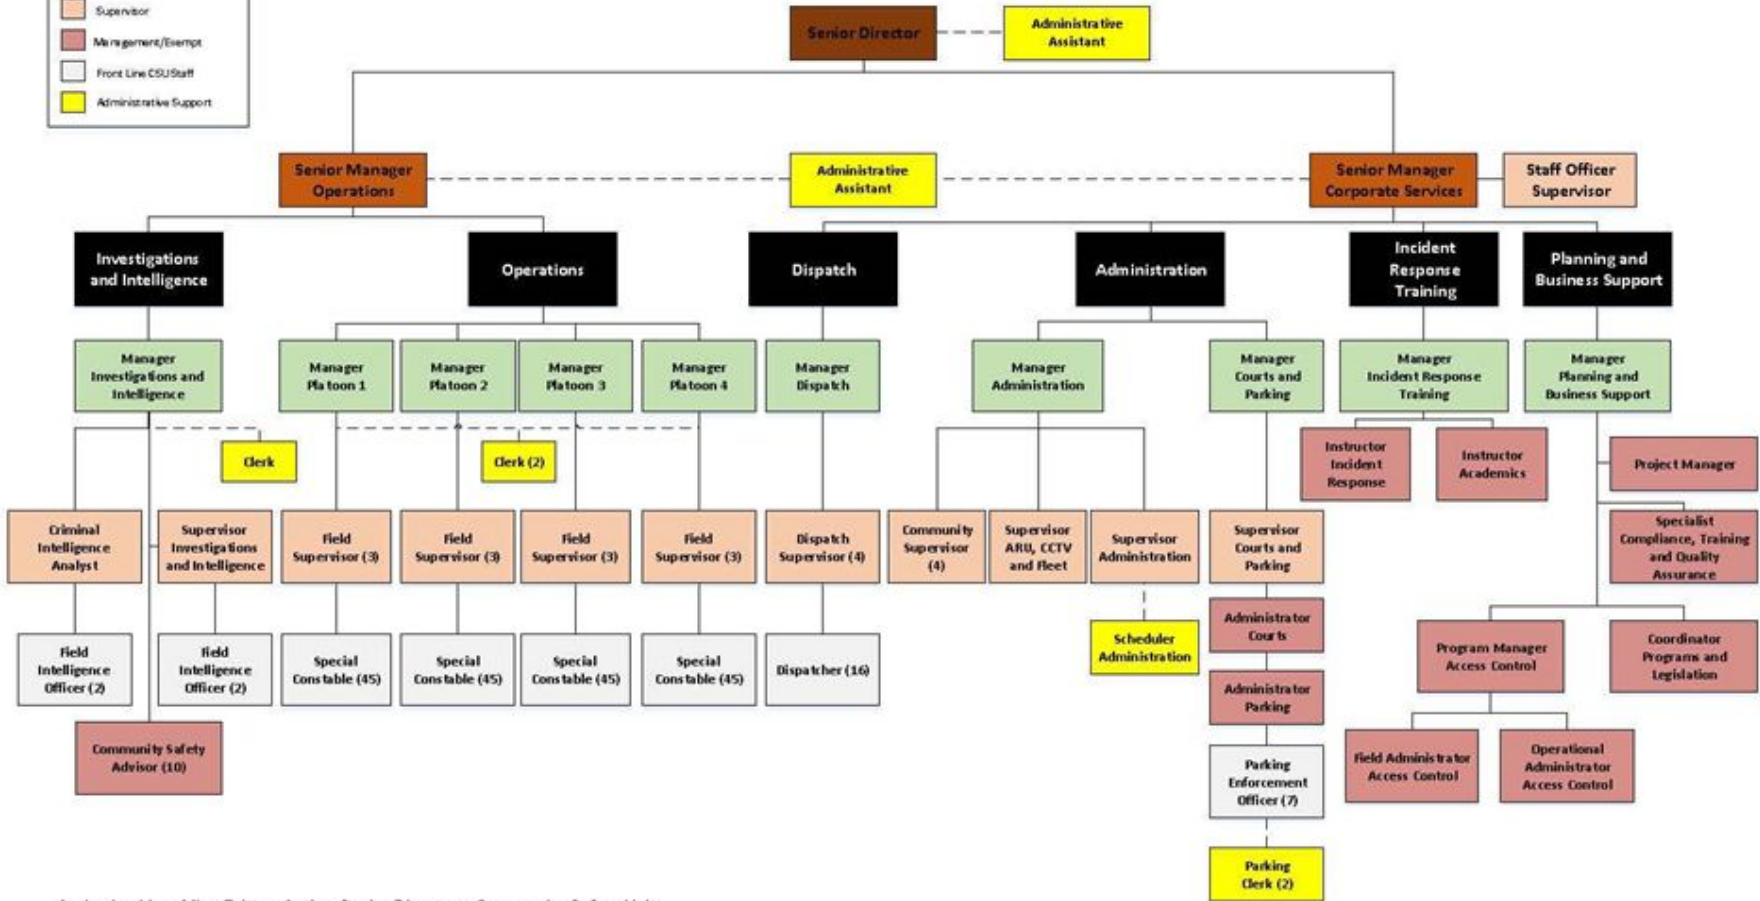 Supervisor
Management/Exempt
Front Line CSU Staff
Administrative Support
Senior Director
Administrative
Assistant
Senior Manager
Operations
Administrative
Assistant
Senior Manager
Corporate Services
Staff Officer
Supervisor
Investigations
and Intelligence
Operations
Dispatch
Administration
Incident
Response
Training
Planning and
Business Support
Manager
Investigations and
Intelligence
Manager
Platoon 1
Manager
Platoon 2
Manager
Platoon 3
Manager
Platoon 4
Manager
Dispatch
Manager
Administration
Manager
Courts and
Parking
Manager
Incident Response
Training
Manager
Planning and
Business Support
Clerk
Clerk (2)
Instructor
Incident
Response
Instructor
Academics
Project Manager
Criminal
Intelligence
Analyst
Supervisor
Investigations
and Intelligence
Field
Supervisor (3)
Field
Supervisor (3)
Field
Supervisor (3)
Field
Supervisor (3)
Dispatch
Supervisor (4)
Community
Supervisor
(4)
Supervisor
ARU, CCTV
and Fleet
Supervisor
Administration
Supervisor
Courts and
Parking
Specialist
Compliance, Training
and Quality
Assurance
Field
Intelligence
Officer (2)
Field
Intelligence
Officer (2)
Special
Constable (45)
Special
Constable (45)
Special
Constable (45)
Special
Constable (45)
Dispatcher (16)
Scheduler
Administration
Administrator
Courts
Administrator
Parking
Program Manager
Access Control
Coordinator
Programs and
Legislation
Community Safety
Advisor (10)
Parking
Enforcement
Officer (7)
Field Administrator
Access Control
Operational
Administrator
Access Control
Parking
Clerk (2)